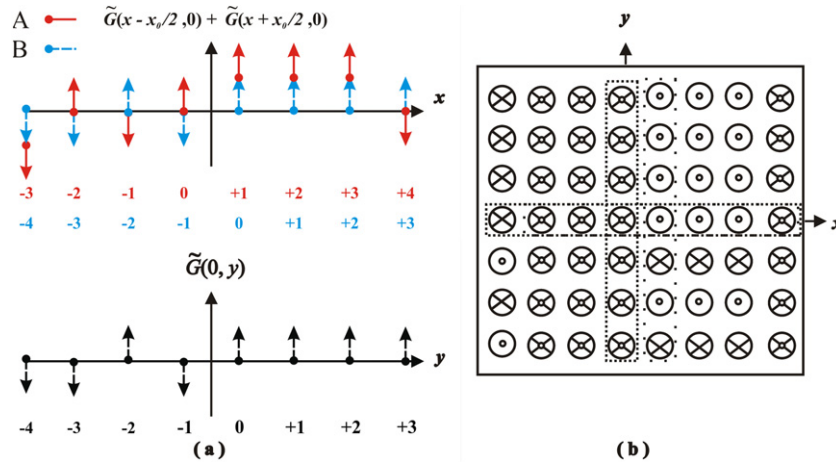 A G̃(x - x₀/2 ,0) + G̃(x + x₀/2 ,0)
B
x
-3 -2 -1 0 +1 +2 +3 +4
-4 -3 -2 -1 0 +1 +2 +3
G̃(0, y)
y
-4 -3 -2 -1 0 +1 +2 +3
(a)
y
x
(b)